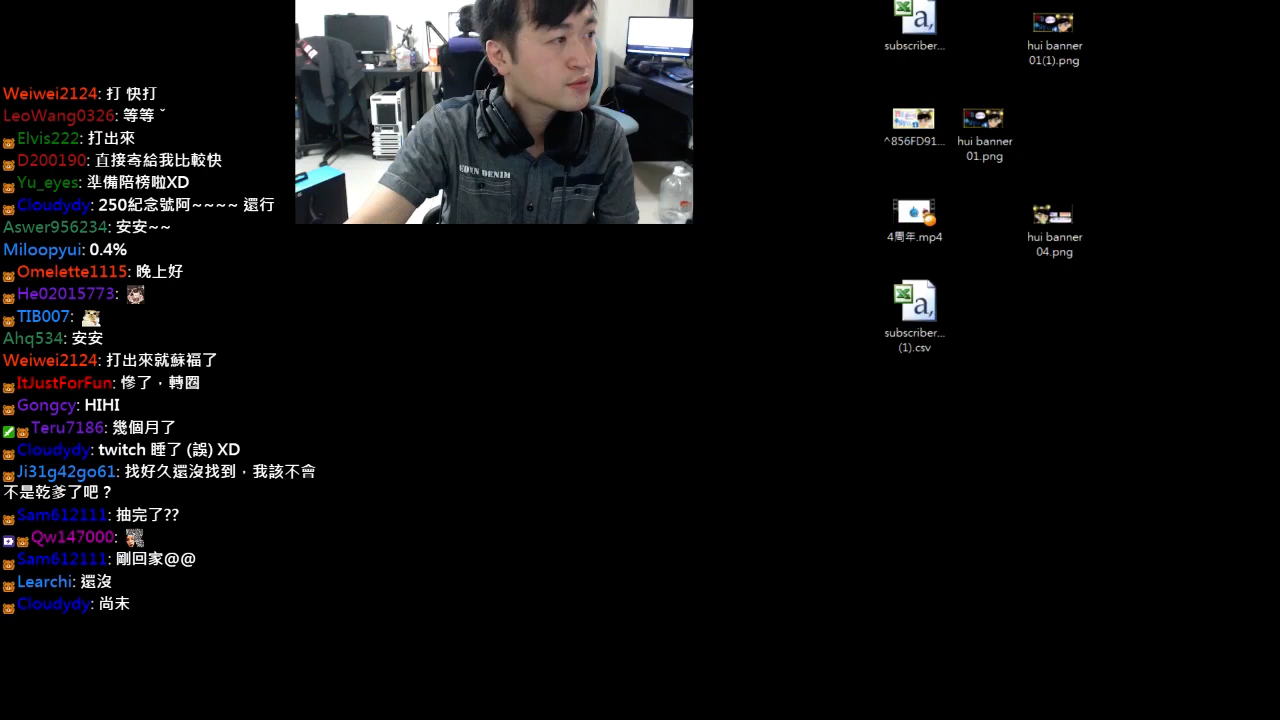 Weiwei2124: 打 快打
LeoWang0326: 等等 ˇ
Elvis222: 打出來
D200190: 直接寄給我比較快
Yu_eyes: 準備陪榜啦XD
Cloudydy: 250紀念號阿~~~~ 還行
Aswer956234: 安安~~
Miloopyui: 0.4%
Omelette1115: 晚上好
He02015773:
TIB007:
Ahq534: 安安
Weiwei2124: 打出來就蘇福了
ItJustForFun: 慘了，轉圈
Gongcy: HIHI
Teru7186: 幾個月了
Cloudydy: twitch 睡了 (誤) XD
Ji31g42go61: 找好久還沒找到，我該不會
不是乾爹了吧？
Sam612111: 抽完了??
Qw147000:
Sam612111: 剛回家@@
Learchi: 還沒
Cloudydy: 尚未
EDWN DENIM
subscriber...
hui banner
01(1).png
^856FD91...
hui banner
01.png
4周年.mp4
hui banner
04.png
subscriber...
(1).csv